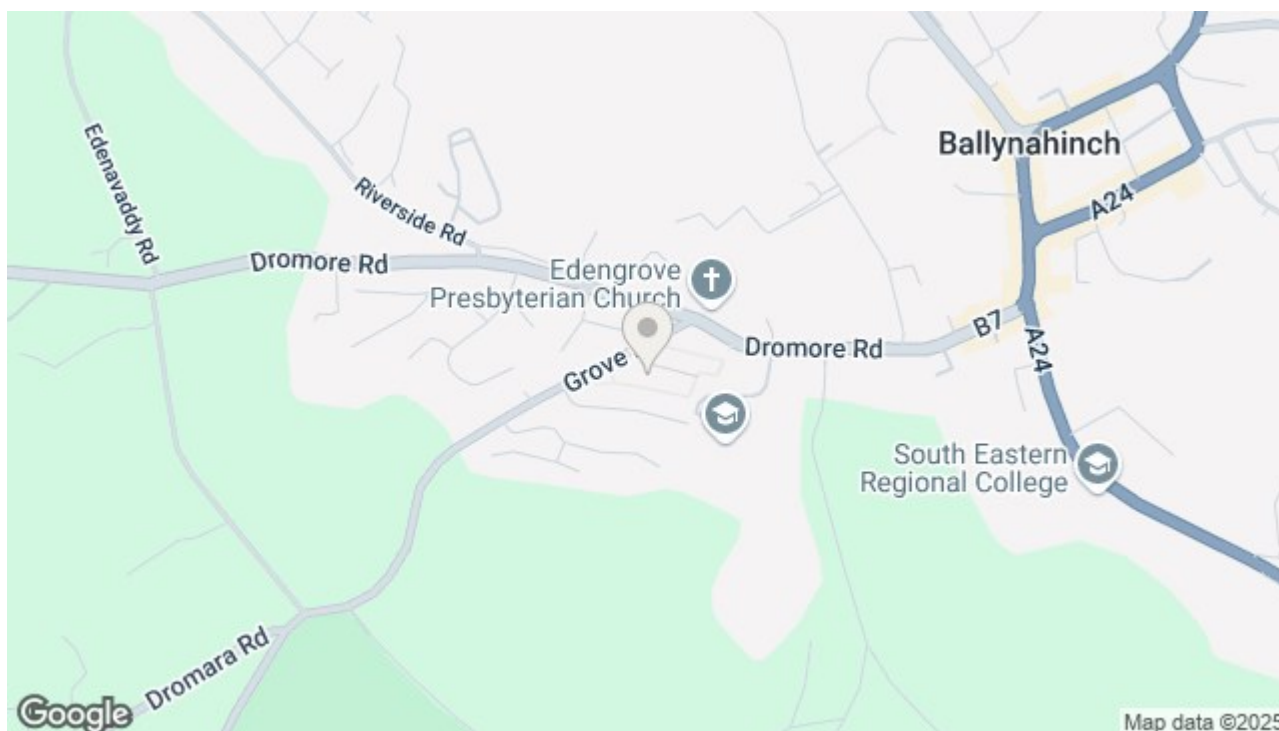 Ballynahinch
A24
Edenavaddy Rd
Riverside Rd
Dromore Rd
Edengrove
Presbyterian Church
B7
Dromore Rd
A24
Grove
South Eastern
Regional College
Dromara Rd
Google
Map data ©2025